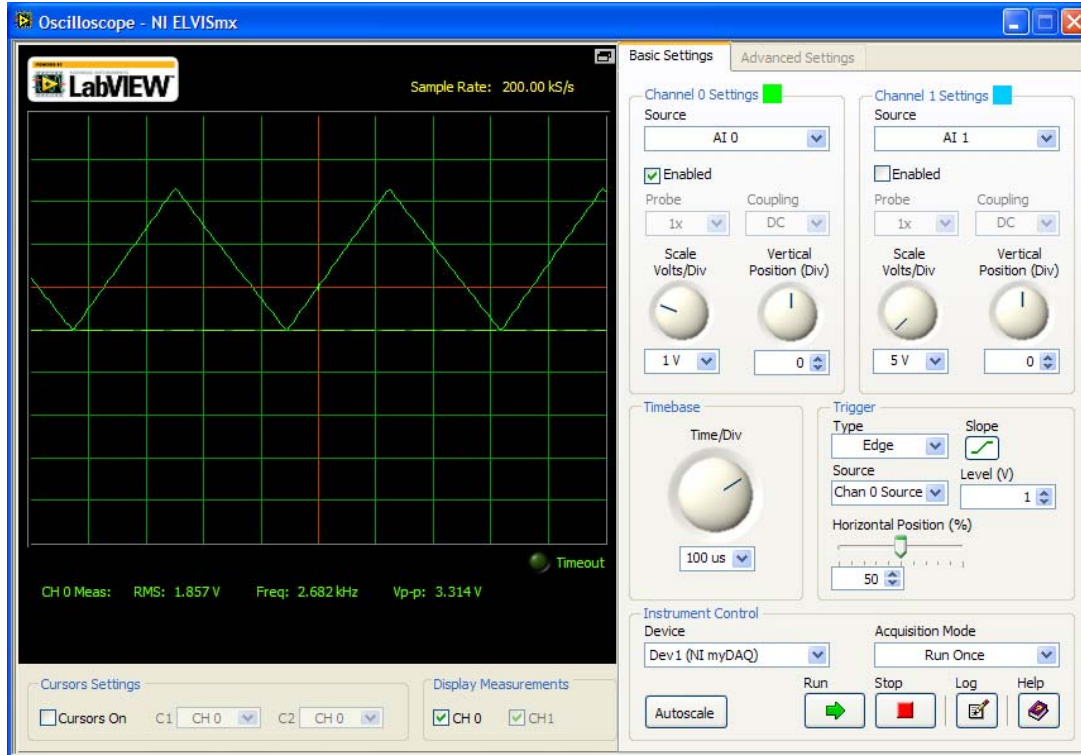 Oscilloscope - NI ELVISmx
POWERED BY
LabVIEW
Sample Rate: 200.00 kS/s
Timeout
CH 0 Meas: RMS: 1.857 V Freq: 2.682 kHz Vp-p: 3.314 V
Cursors Settings
Cursors On C1 CH 0 C2 CH 0
Display Measurements
CH 0 CH1
Basic Settings Advanced Settings
Channel 0 Settings
Source
AI 0
Enabled
Probe Coupling
1x DC
Scale Vertical
Volts/Div Position (Div)
1 V 0
Channel 1 Settings
Source
AI 1
Enabled
Probe Coupling
1x DC
Scale Vertical
Volts/Div Position (Div)
5 V 0
Timebase
Time/Div
100 us
Trigger
Type Slope
Edge
Source Level (V)
Chan 0 Source 1
Horizontal Position (%)
50
Instrument Control
Device Acquisition Mode
Dev1 (NI myDAQ) Run Once
Run Stop Log Help
Autoscale